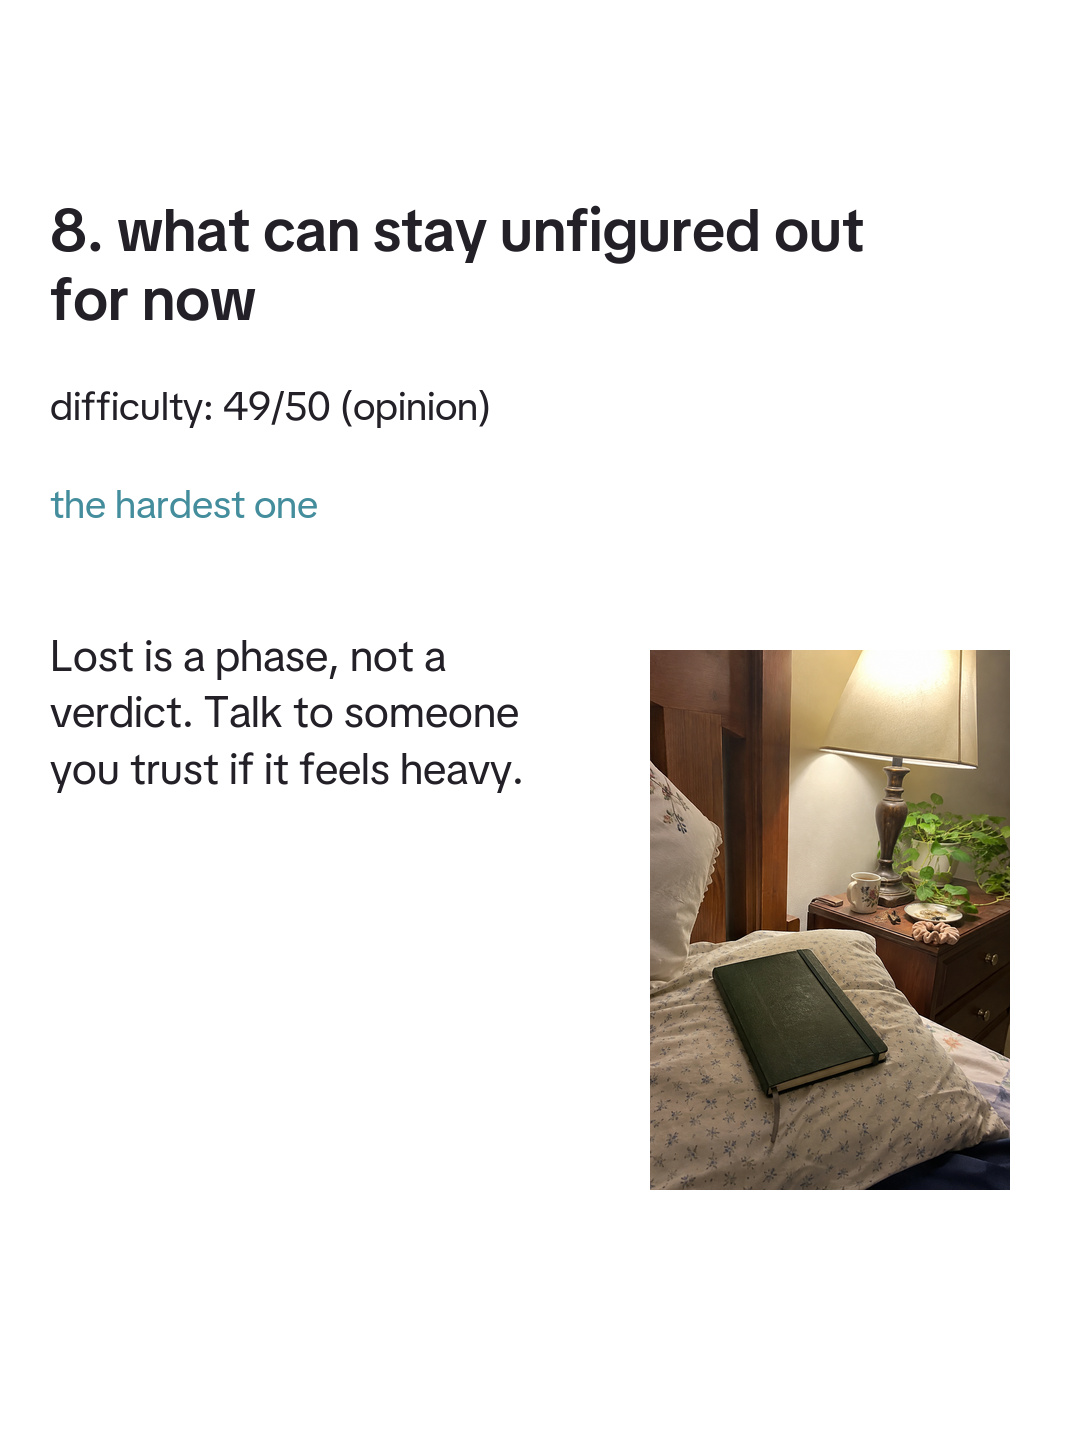 8. what can stay unfigured out
for now
difficulty: 49/50 (opinion)
the hardest one
Lost is a phase, not a
verdict. Talk to someone
you trust if it feels heavy.